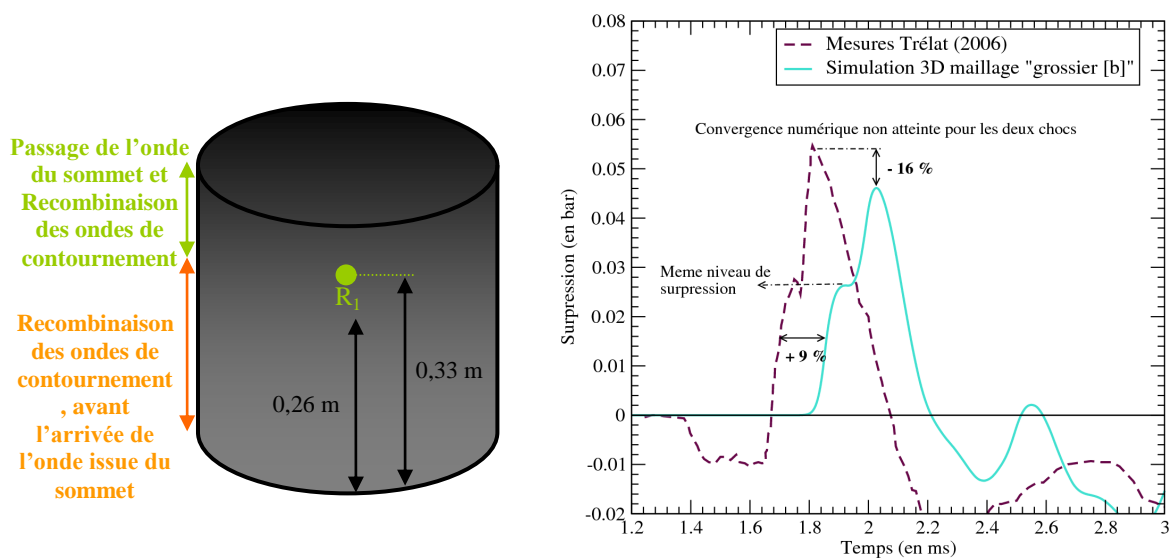 Passage de l'onde
du sommet et
Recombinaison
des ondes de
contournement
Recombinaison
des ondes de
contournement
, avant
l'arrivée de
l'onde issue du
sommet
R1
0,26 m
0,33 m
Mesures Trélat (2006)
Simulation 3D maillage "grossier [b]"
Convergence numérique non atteinte pour les deux chocs
- 16 %
Meme niveau de
surpression
+ 9 %
Surpression (en bar)
0.08
0.07
0.06
0.05
0.04
0.03
0.02
0.01
0
-0.01
-0.02
1.2
1.4
1.6
1.8
2
2.2
2.4
2.6
2.8
3
Temps (en ms)